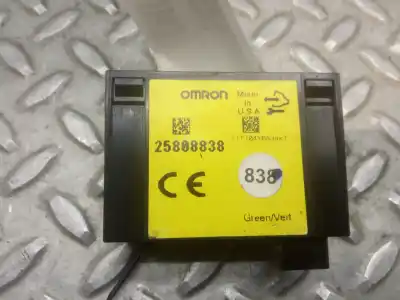 OMRON
Made
in
U.S.A
25808838
CE
838
Green/Vert